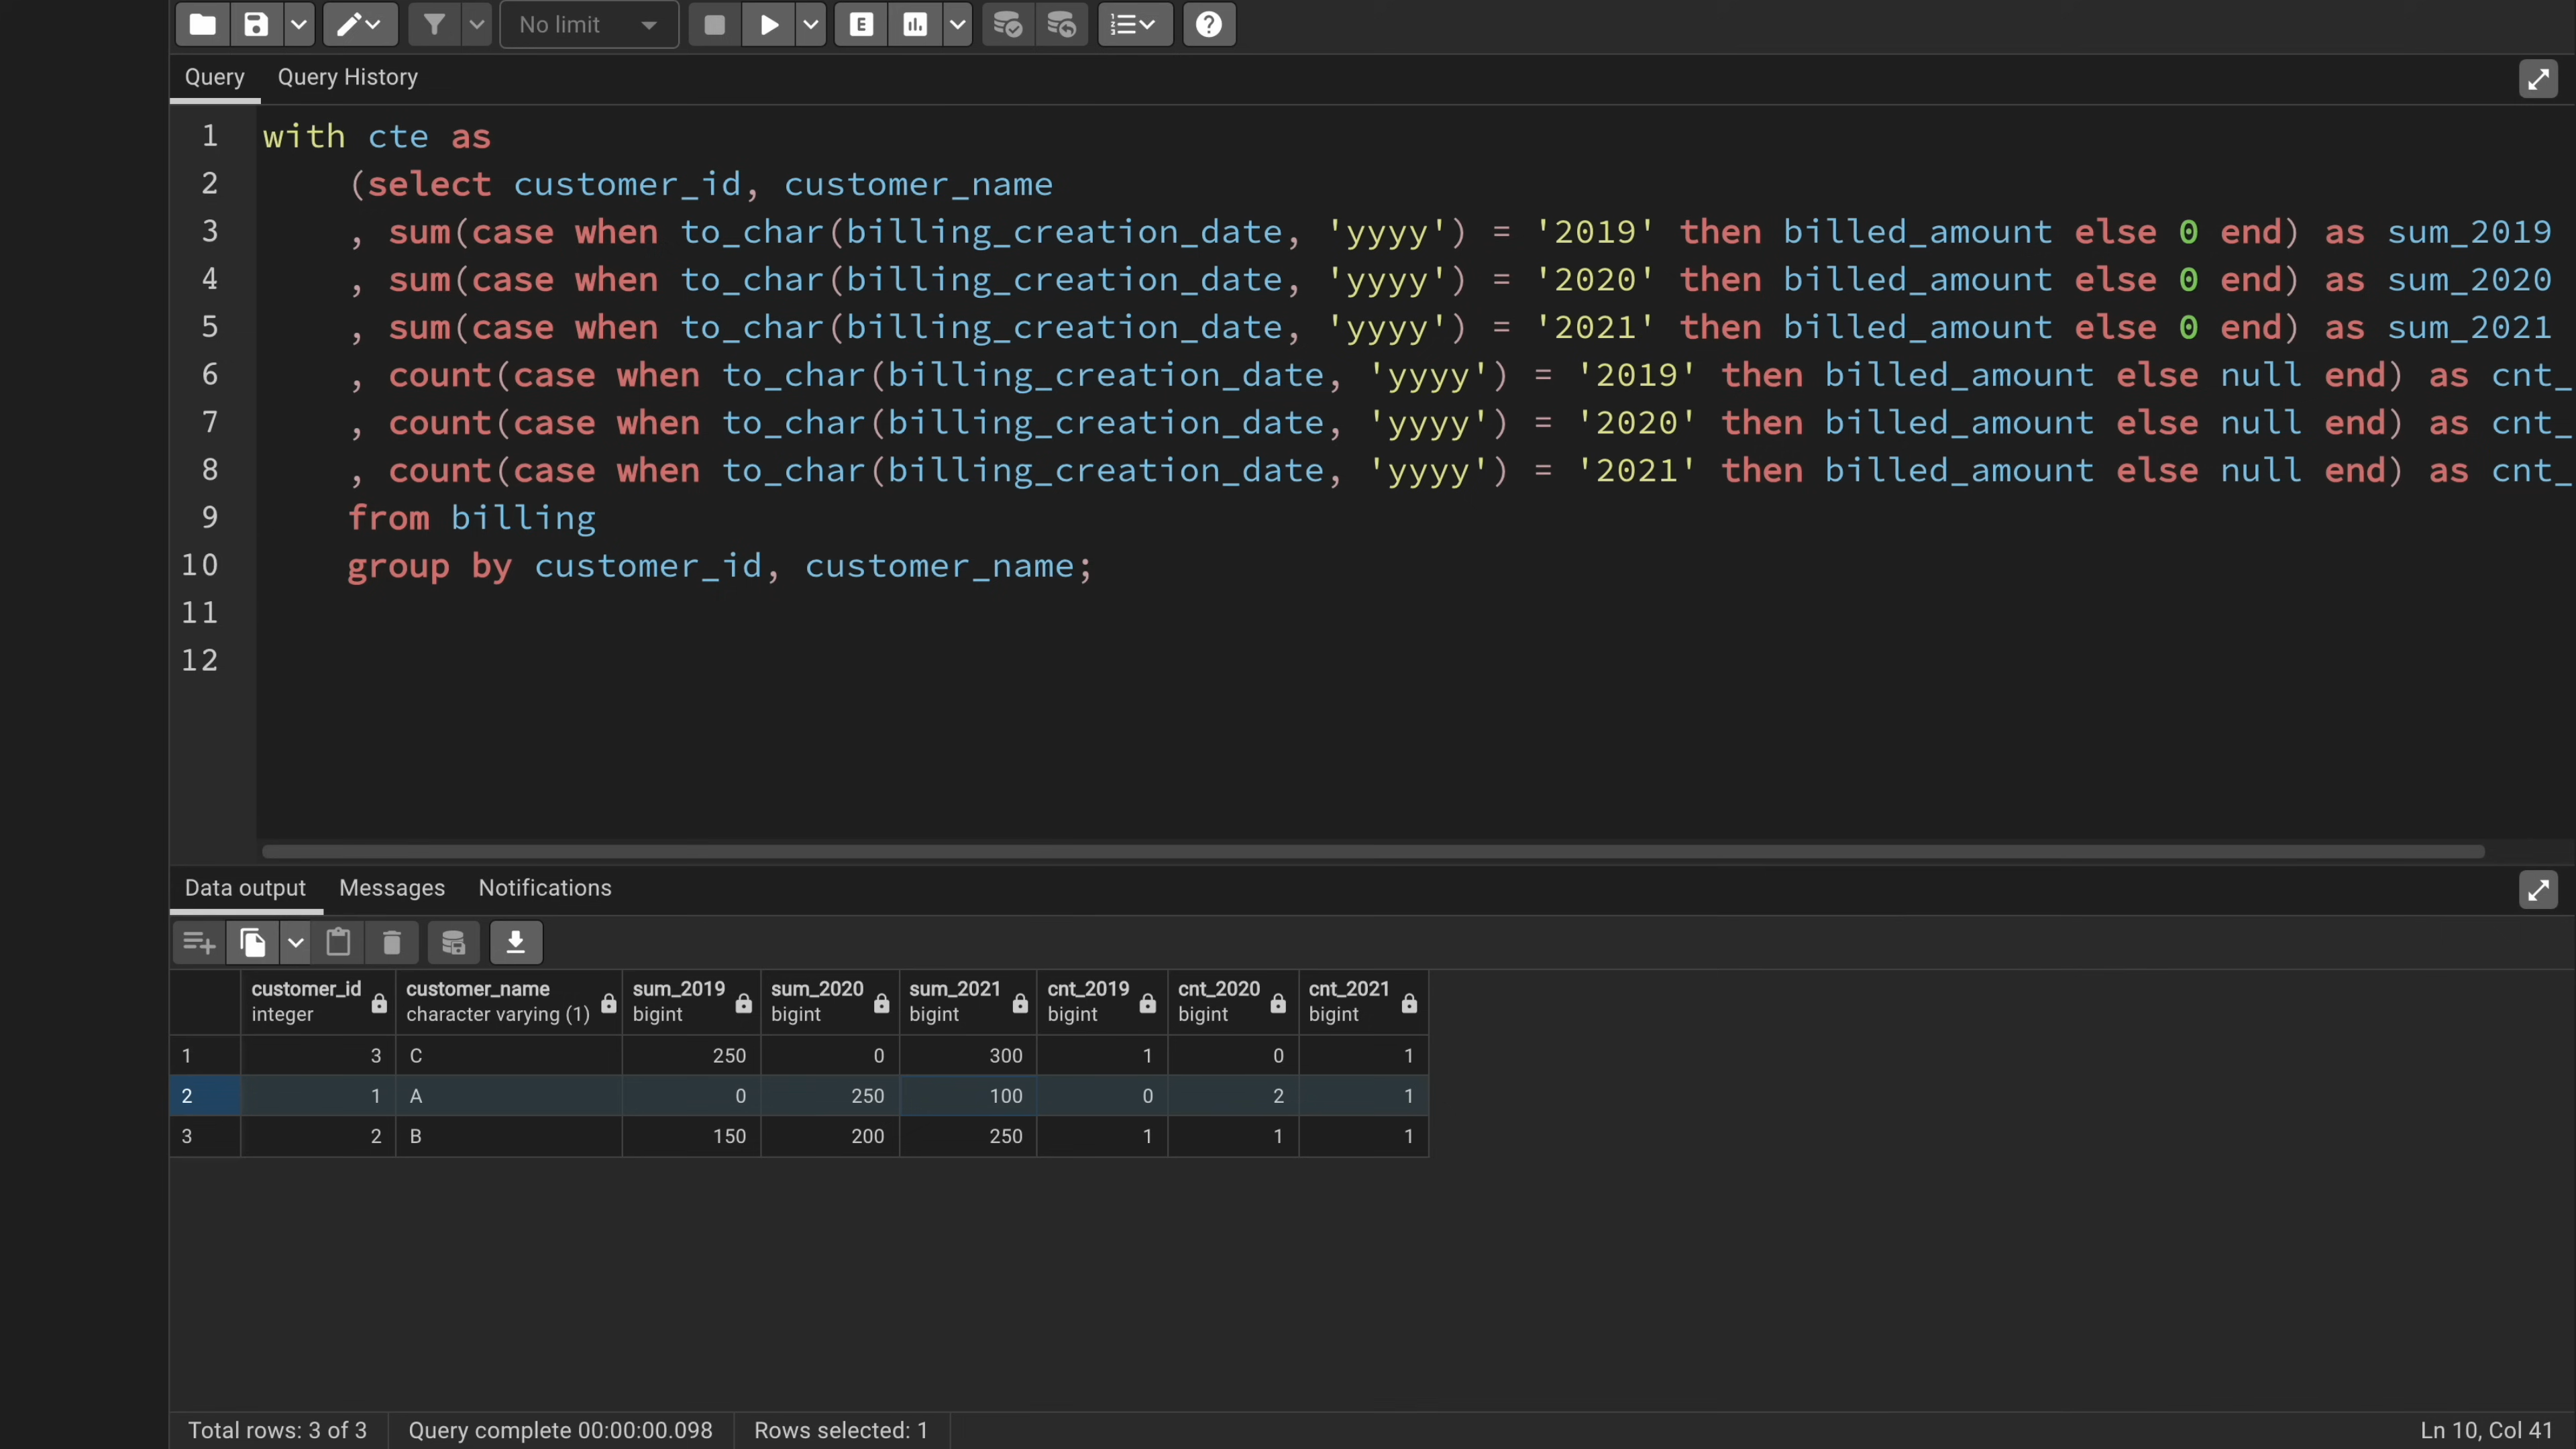 No limit
E
Query Query History
1 with cte as
2 (select customer_id, customer_name
3 , sum(case when to_char(billing_creation_date, 'yyyy') = '2019' then billed_amount else 0 end) as sum_2019
4 , sum(case when to_char(billing_creation_date, 'yyyy') = '2020' then billed_amount else 0 end) as sum_2020
5 , sum(case when to_char(billing_creation_date, 'yyyy') = '2021' then billed_amount else 0 end) as sum_2021
6 , count(case when to_char(billing_creation_date, 'yyyy') = '2019' then billed_amount else null end) as cnt_
7 , count(case when to_char(billing_creation_date, 'yyyy') = '2020' then billed_amount else null end) as cnt_
8 , count(case when to_char(billing_creation_date, 'yyyy') = '2021' then billed_amount else null end) as cnt_
9 from billing
10 group by customer_id, customer_name;
11
12
Data output Messages Notifications
customer_id customer_name sum_2019 sum_2020 sum_2021 cnt_2019 cnt_2020 cnt_2021
integer character varying (1) bigint bigint bigint bigint bigint bigint
1 3 C 250 0 300 1 0 1
2 1 A 0 250 100 0 2 1
3 2 B 150 200 250 1 1 1
Total rows: 3 of 3 Query complete 00:00:00.098 Rows selected: 1 Ln 10, Col 41